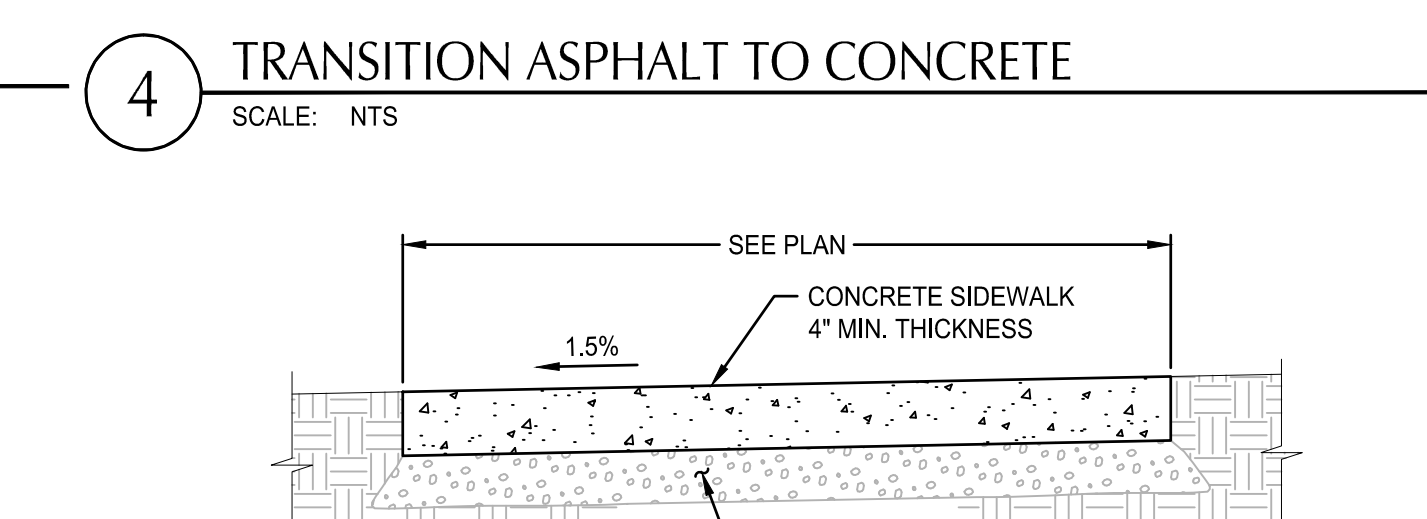 4
TRANSITION ASPHALT TO CONCRETE
SCALE: NTS
SEE PLAN
CONCRETE SIDEWALK
4" MIN. THICKNESS
1.5%